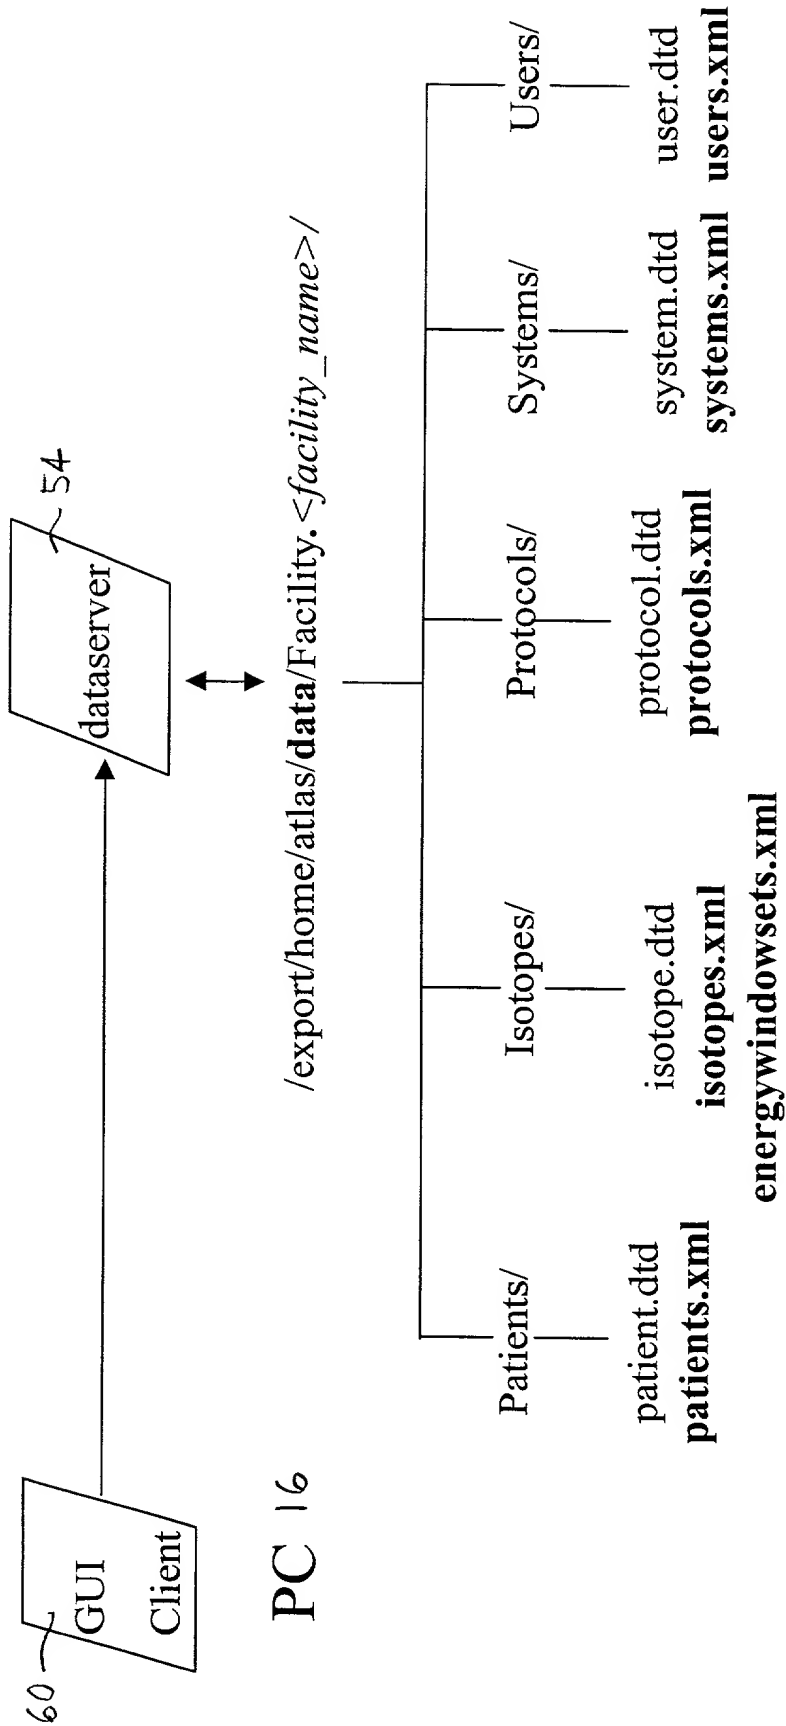 60
GUI
Client
PC 16
dataserver
54
/export/home/atlas/data/Facility.<facility_name>/
Patients/
patient.dtd
patients.xml
Isotopes/
isotope.dtd
isotopes.xml
energywindowsets.xml
Protocols/
protocol.dtd
protocols.xml
Systems/
system.dtd
systems.xml
Users/
user.dtd
users.xml